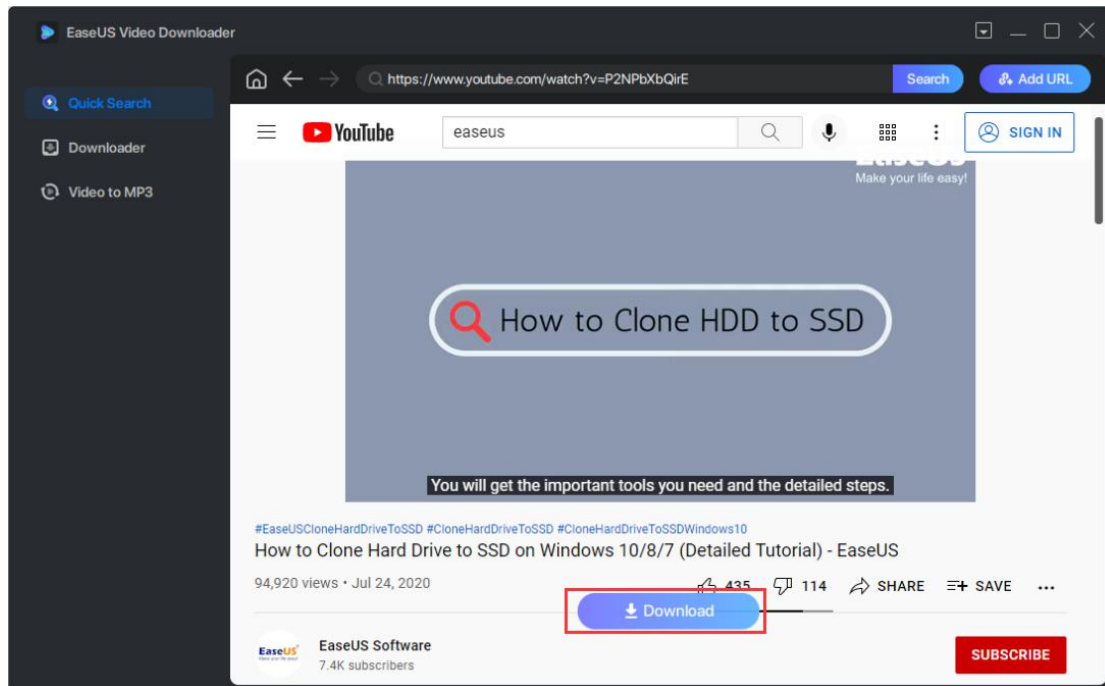 EaseUS Video Downloader
https://www.youtube.com/watch?v=P2NPbXbQirE
Search
Add URL
Quick Search
Downloader
Video to MP3
YouTube
easeus
SIGN IN
EaseUS
Make your life easy!
How to Clone HDD to SSD
You will get the important tools you need and the detailed steps.
#EaseUSCloneHardDriveToSSD #CloneHardDriveToSSD #CloneHardDriveToSSDWindows10
How to Clone Hard Drive to SSD on Windows 10/8/7 (Detailed Tutorial) - EaseUS
94,920 views • Jul 24, 2020
435
114
SHARE
SAVE
Download
EaseUS
EaseUS Software
7.4K subscribers
SUBSCRIBE